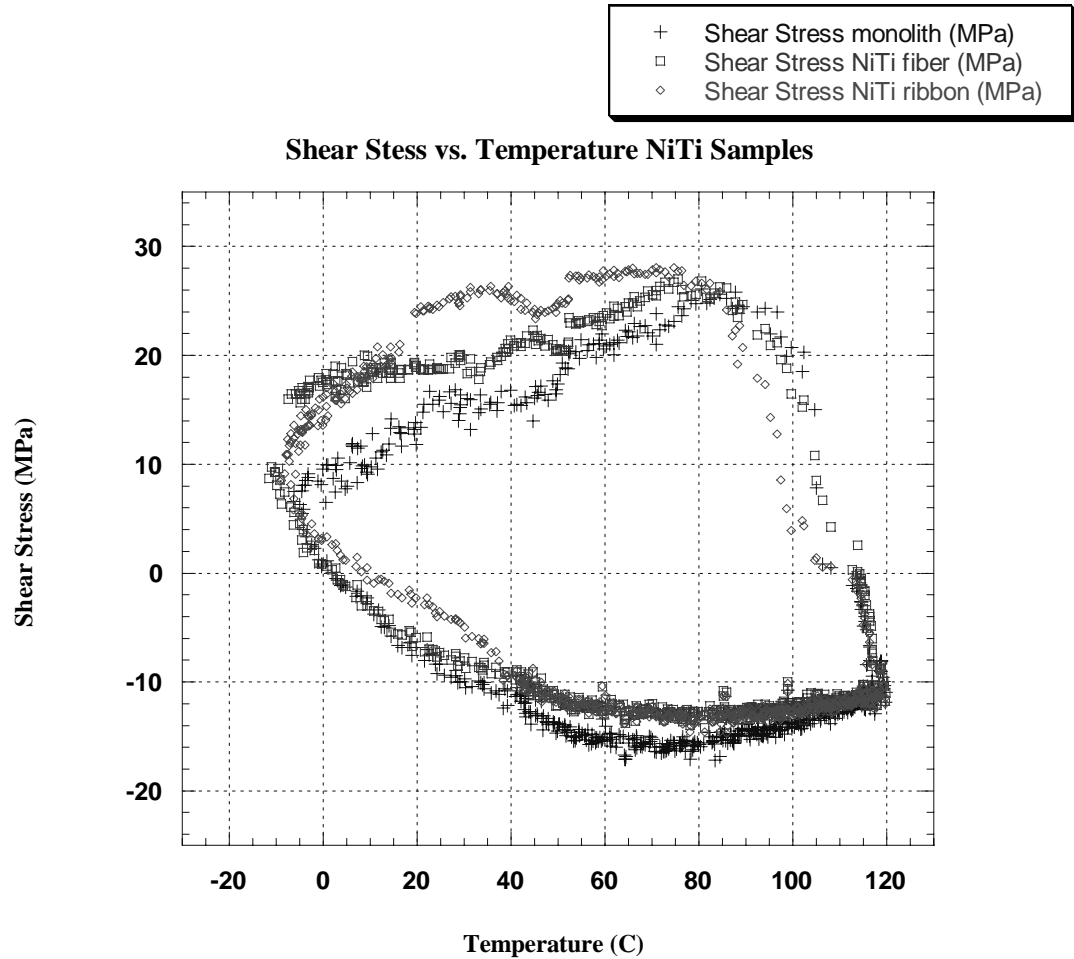 Shear Stress monolith (MPa)
Shear Stress NiTi fiber (MPa)
Shear Stress NiTi ribbon (MPa)
Shear Stess vs. Temperature NiTi Samples
30
20
10
0
-10
-20
Shear Stress (MPa)
-20 0 20 40 60 80 100 120
Temperature (C)